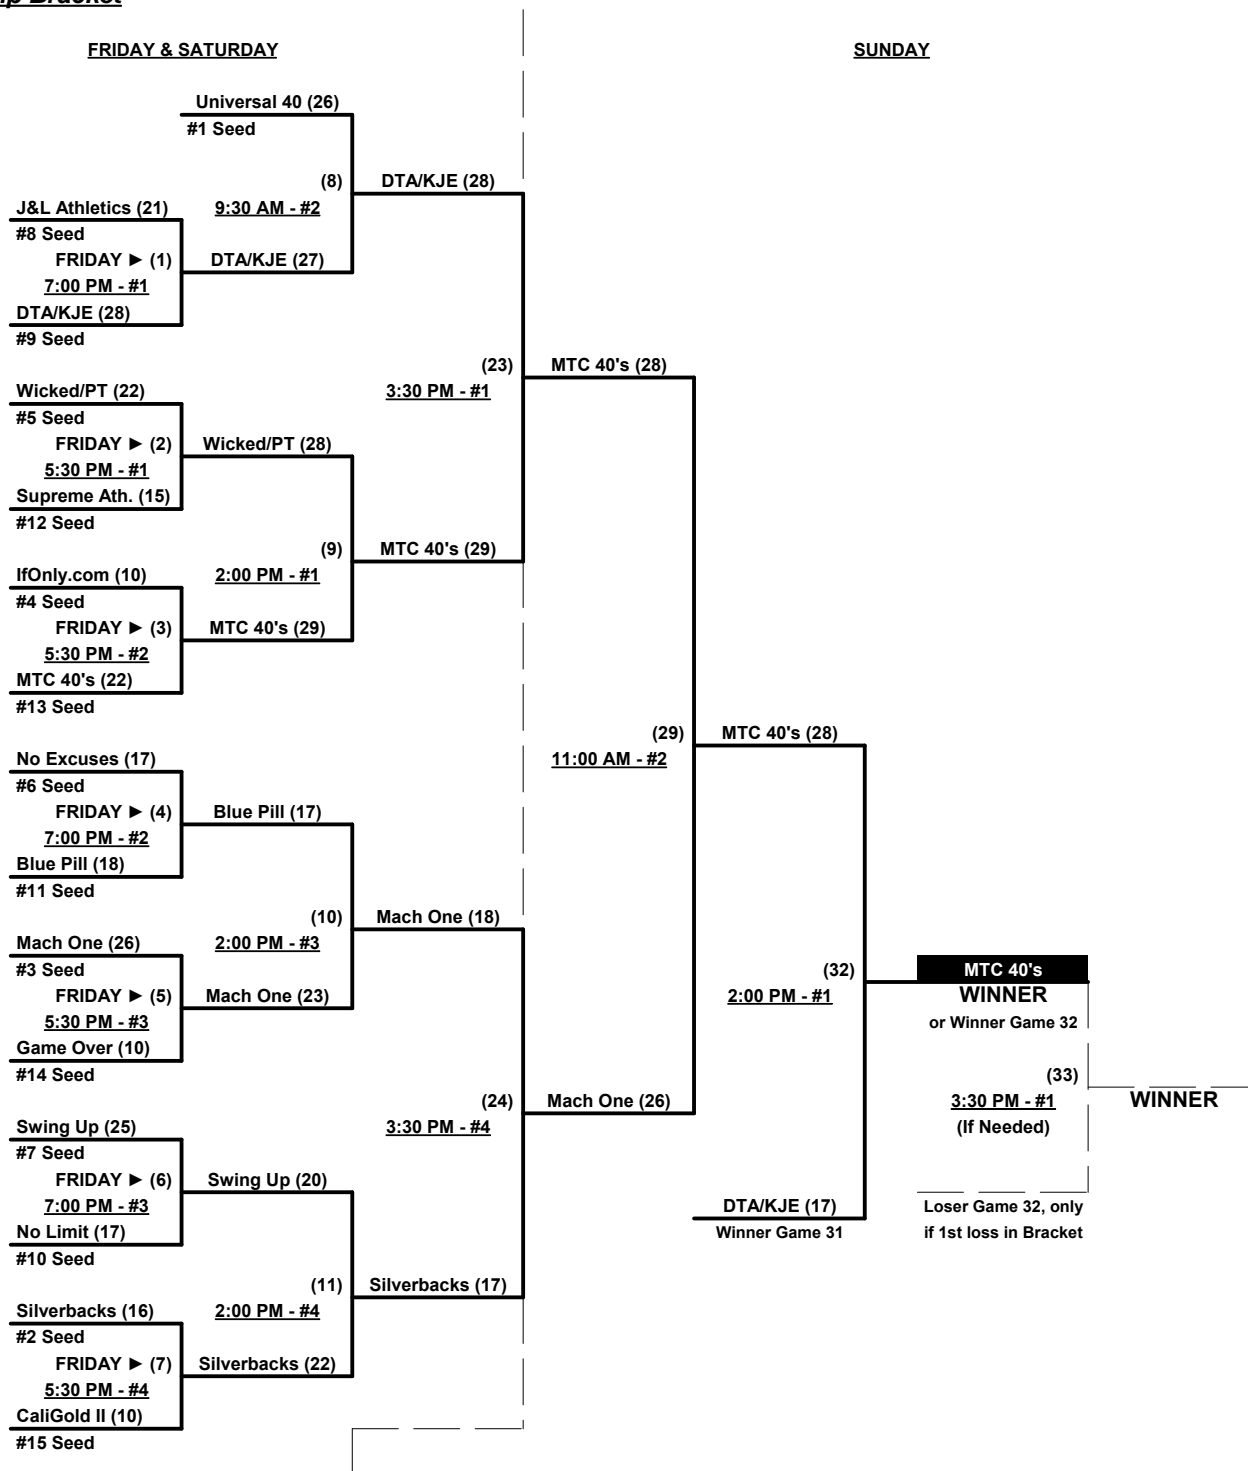 FRIDAY & SATURDAY
SUNDAY
Universal 40 (26)
#1 Seed
(8)
9:30 AM - #2
DTA/KJE (28)
J&L Athletics (21)
#8 Seed
FRIDAY ► (1)
7:00 PM - #1
DTA/KJE (27)
DTA/KJE (28)
#9 Seed
(23)
3:30 PM - #1
MTC 40's (28)
Wicked/PT (22)
#5 Seed
FRIDAY ► (2)
5:30 PM - #1
Wicked/PT (28)
Supreme Ath. (15)
#12 Seed
(9)
2:00 PM - #1
MTC 40's (29)
IfOnly.com (10)
#4 Seed
FRIDAY ► (3)
5:30 PM - #2
MTC 40's (29)
MTC 40's (22)
#13 Seed
(29)
11:00 AM - #2
MTC 40's (28)
No Excuses (17)
#6 Seed
FRIDAY ► (4)
7:00 PM - #2
Blue Pill (17)
Blue Pill (18)
#11 Seed
(10)
2:00 PM - #3
Mach One (18)
Mach One (26)
#3 Seed
FRIDAY ► (5)
5:30 PM - #3
Mach One (23)
Game Over (10)
#14 Seed
(32)
2:00 PM - #1
MTC 40's
WINNER
or Winner Game 32
(33)
3:30 PM - #1
(If Needed)
WINNER
(24)
3:30 PM - #4
Mach One (26)
Swing Up (25)
#7 Seed
FRIDAY ► (6)
7:00 PM - #3
Swing Up (20)
No Limit (17)
#10 Seed
DTA/KJE (17)
Winner Game 31
Loser Game 32, only
if 1st loss in Bracket
(11)
2:00 PM - #4
Silverbacks (17)
Silverbacks (16)
#2 Seed
FRIDAY ► (7)
5:30 PM - #4
Silverbacks (22)
CaliGold II (10)
#15 Seed